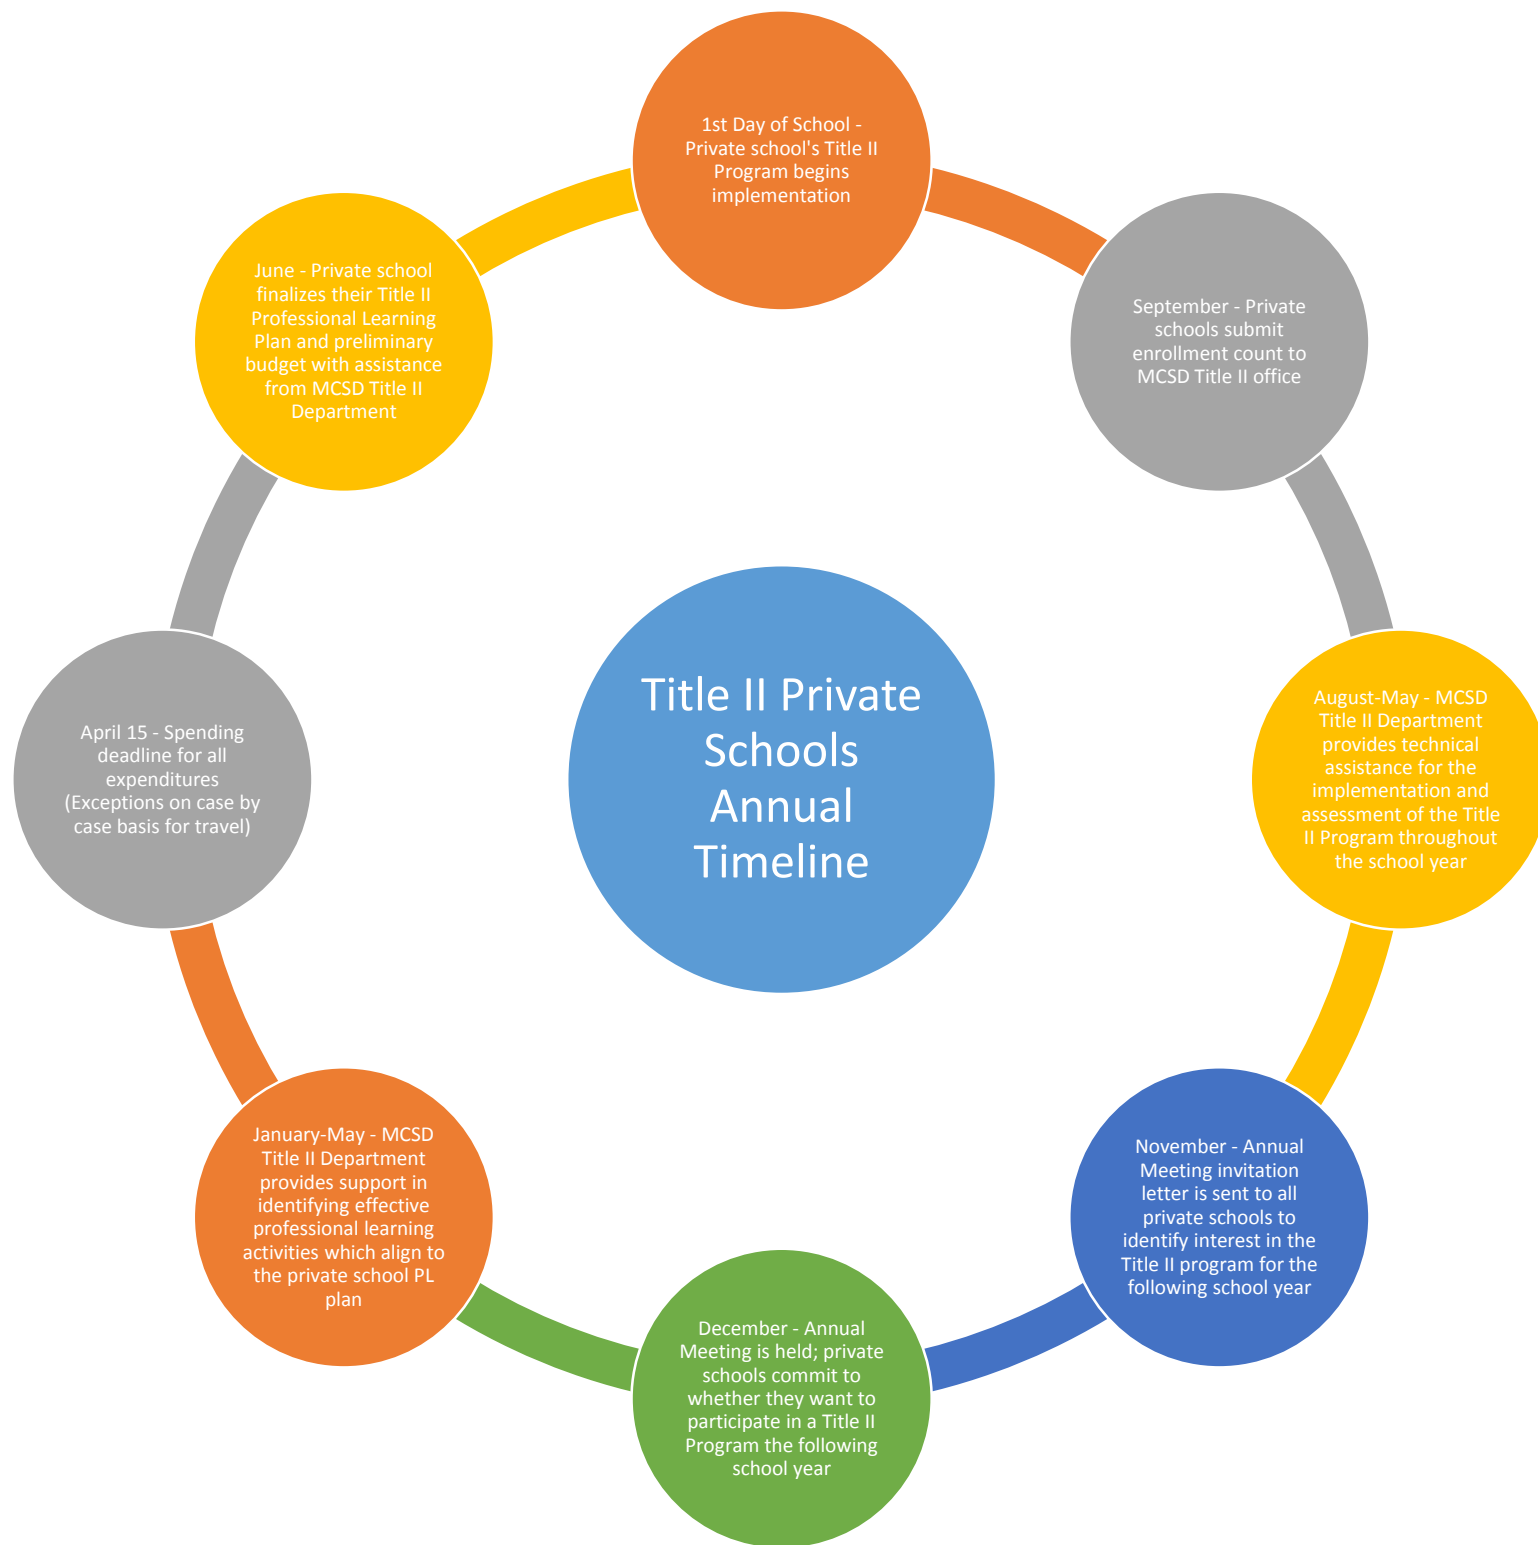 1st Day of School -
Private school's Title II
Program begins
implementation
September - Private
schools submit
enrollment count to
MCSD Title II office
August-May - MCSD
Title II Department
provides technical
assistance for the
implementation and
assessment of the Title
II Program throughout
the school year
November - Annual
Meeting invitation
letter is sent to all
private schools to
identify interest in the
Title II program for the
following school year
December - Annual
Meeting is held; private
schools commit to
whether they want to
participate in a Title II
Program the following
school year
January-May - MCSD
Title II Department
provides support in
identifying effective
professional learning
activities which align to
the private school PL
plan
April 15 - Spending
deadline for all
expenditures
(Exceptions on case by
case basis for travel)
June - Private school
finalizes their Title II
Professional Learning
Plan and preliminary
budget with assistance
from MCSD Title II
Department
Title II Private
Schools
Annual
Timeline